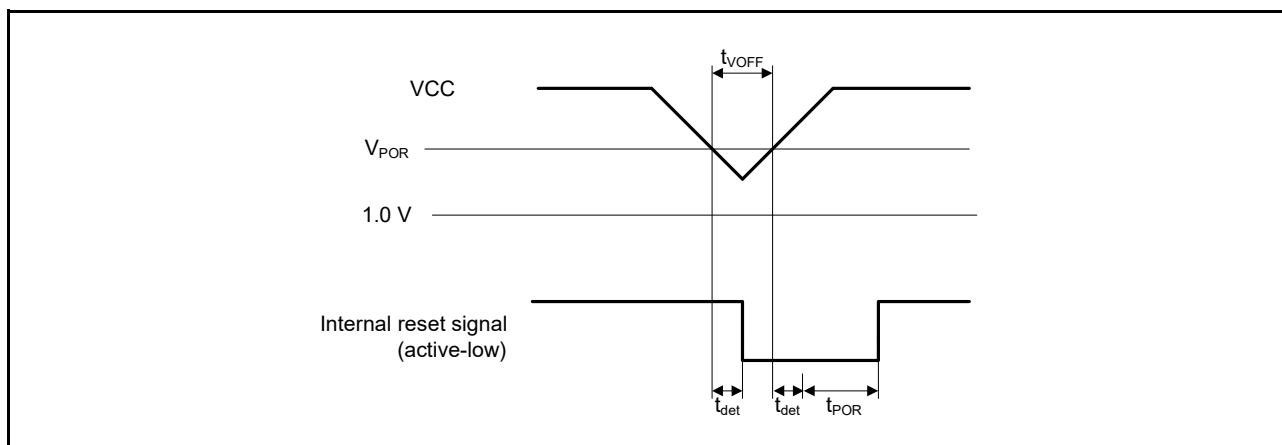 tVOFF
VCC
VPOR
1.0 V
Internal reset signal
(active-low)
tdet
tdet
tPOR